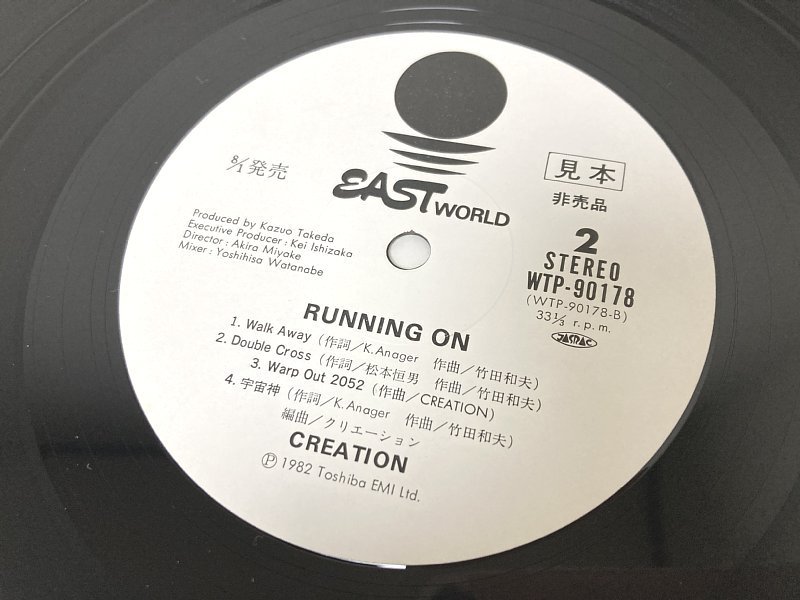 EAST WORLD
8/1発売
見本
非売品
Produced by Kazuo Takeda
Executive Producer : Kei Ishizaka
Director : Akira Miyake
Mixer : Yoshihisa Watanabe
2
STEREO
WTP-90178
(WTP-90178-B)
33⅓ r.p.m.
JASRAC
RUNNING ON
1. Walk Away (作詞/K.Anager 作曲/竹田和夫)
2. Double Cross (作詞/松本恒男 作曲/竹田和夫)
3. Warp Out 2052 (作曲/CREATION)
4. 宇宙神 (作詞/K.Anager 作曲/竹田和夫)
編曲/クリエーション
CREATION
Ⓟ 1982 Toshiba EMI Ltd.